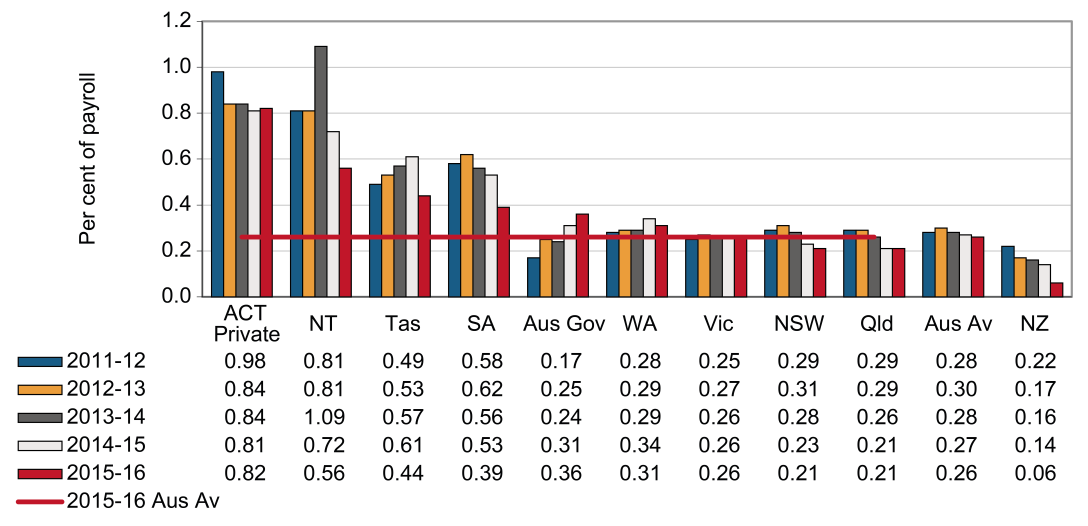 1.2
1.0
0.8
0.6
0.4
0.2
0.0
Per cent of payroll
ACT Private NT Tas SA Aus Gov WA Vic NSW Qld Aus Av NZ
2011-12 0.98 0.81 0.49 0.58 0.17 0.28 0.25 0.29 0.29 0.28 0.22
2012-13 0.84 0.81 0.53 0.62 0.25 0.29 0.27 0.31 0.29 0.30 0.17
2013-14 0.84 1.09 0.57 0.56 0.24 0.29 0.26 0.28 0.26 0.28 0.16
2014-15 0.81 0.72 0.61 0.53 0.31 0.34 0.26 0.23 0.21 0.27 0.14
2015-16 0.82 0.56 0.44 0.39 0.36 0.31 0.26 0.21 0.21 0.26 0.06
2015-16 Aus Av